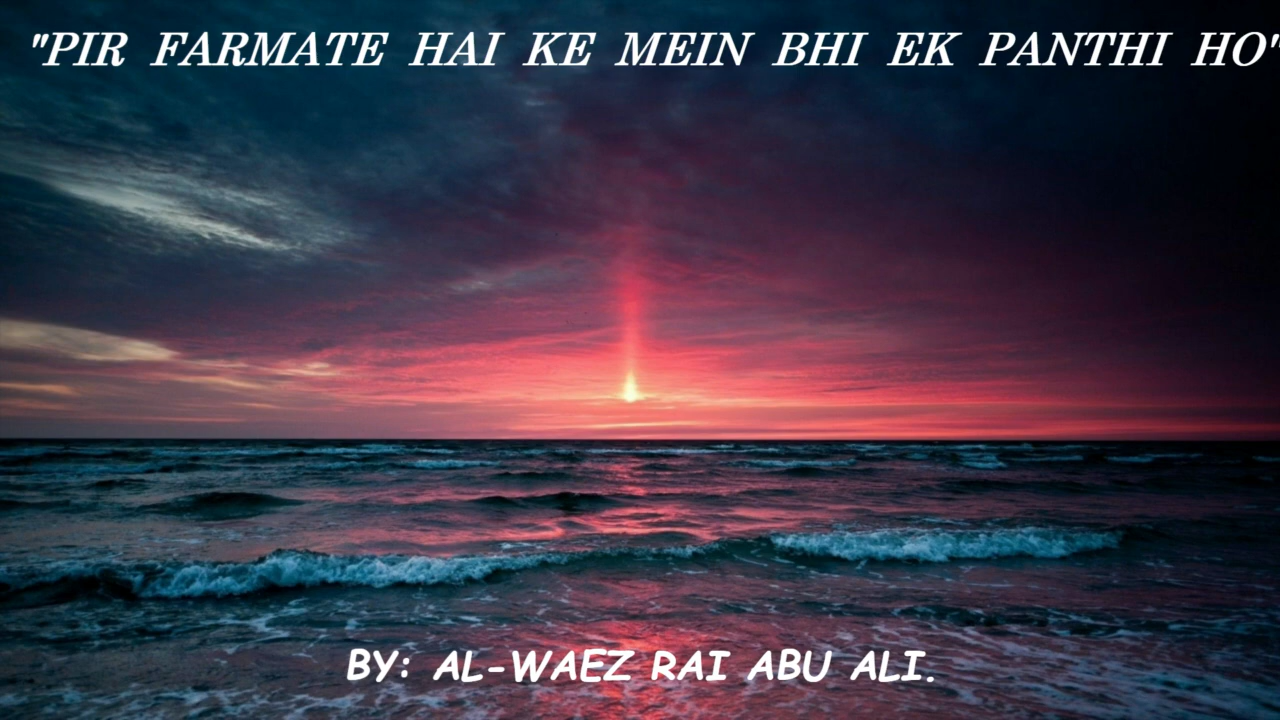 "PIR FARMATE HAI KE MEIN BHI EK PANTHI HO"
BY: AL-WAEZ RAI ABU ALI.